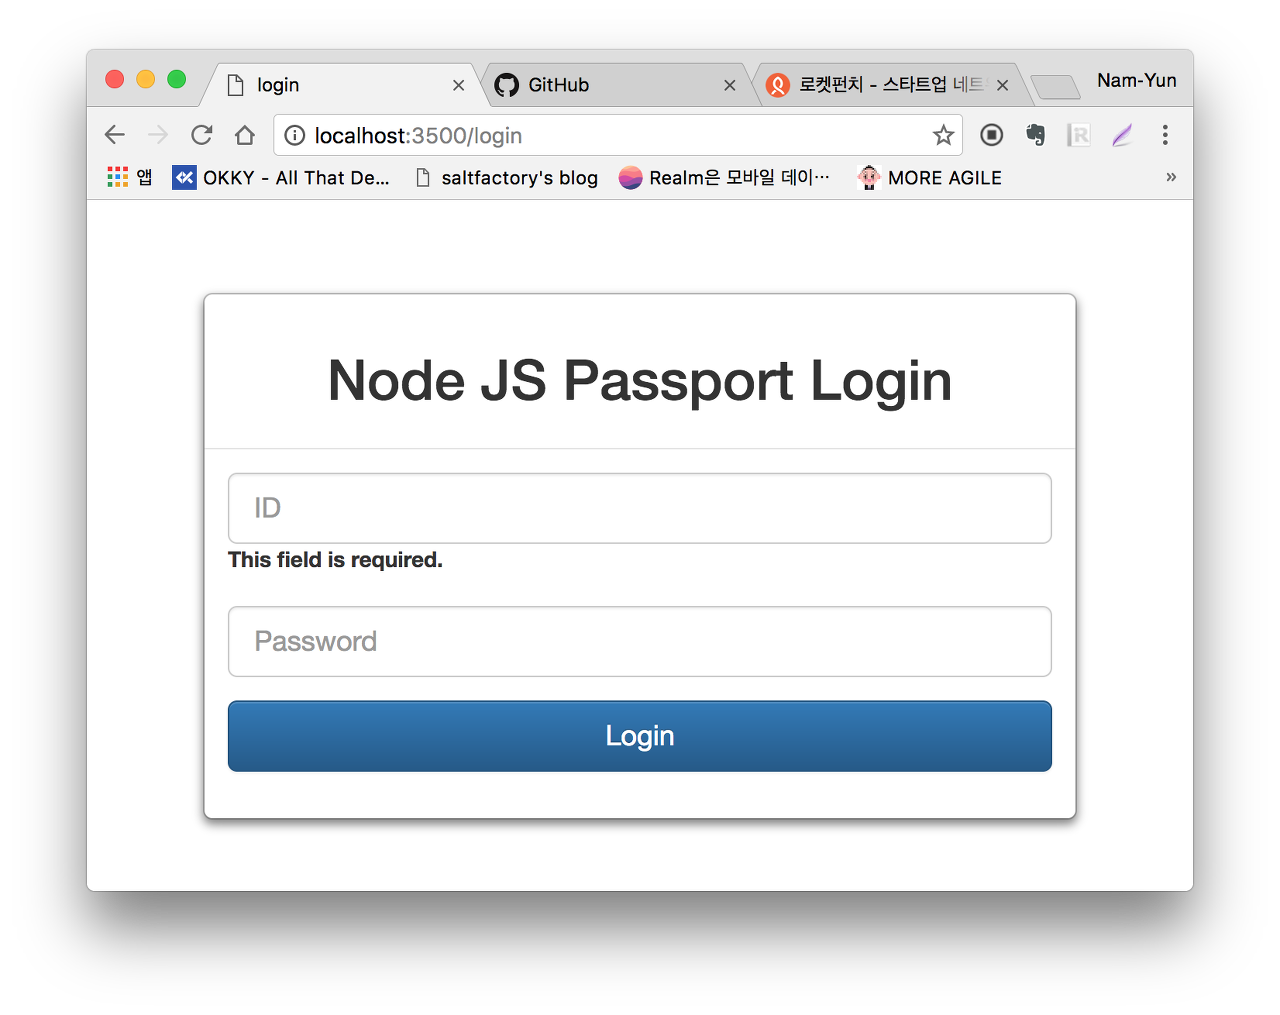 login
GitHub
로켓펀치 - 스타트업 네트
Nam-Yun
localhost:3500/login
앱
OKKY - All That De...
saltfactory's blog
Realm은 모바일 데이...
MORE AGILE
»
Node JS Passport Login
ID
This field is required.
Password
Login